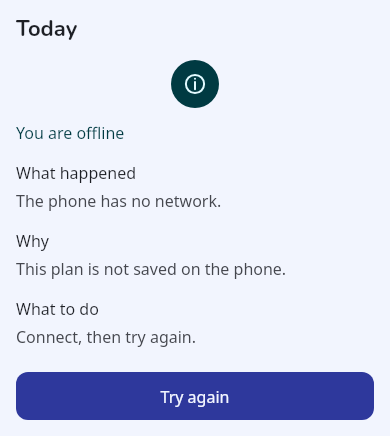 Today
You are offline
What happened
The phone has no network.
Why
This plan is not saved on the phone.
What to do
Connect, then try again.
Try again